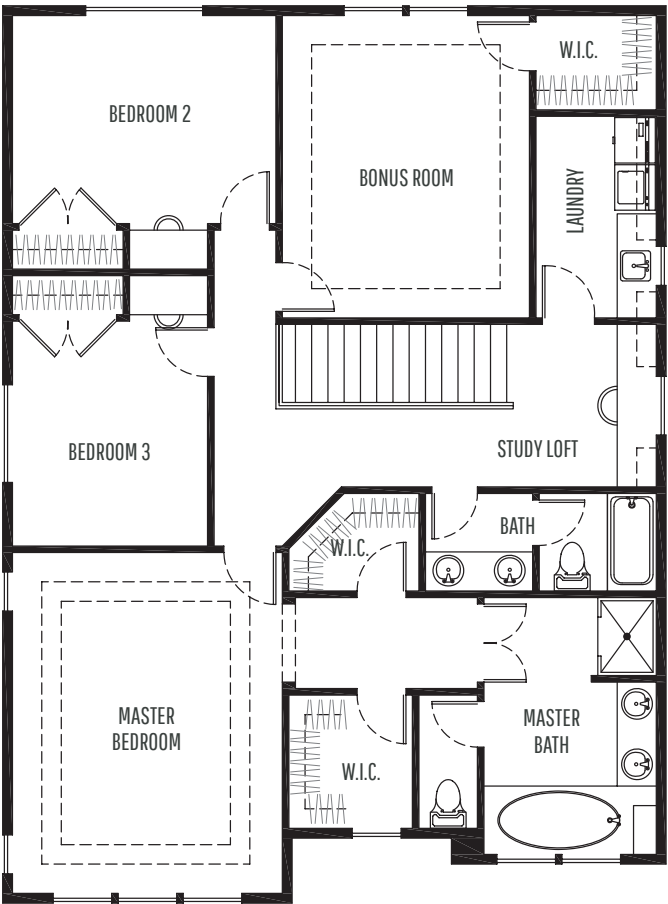 W.I.C.
BEDROOM 2
BONUS ROOM
LAUNDRY
BEDROOM 3
STUDY LOFT
BATH
W.I.C.
MASTER
BEDROOM
MASTER
BATH
W.I.C.